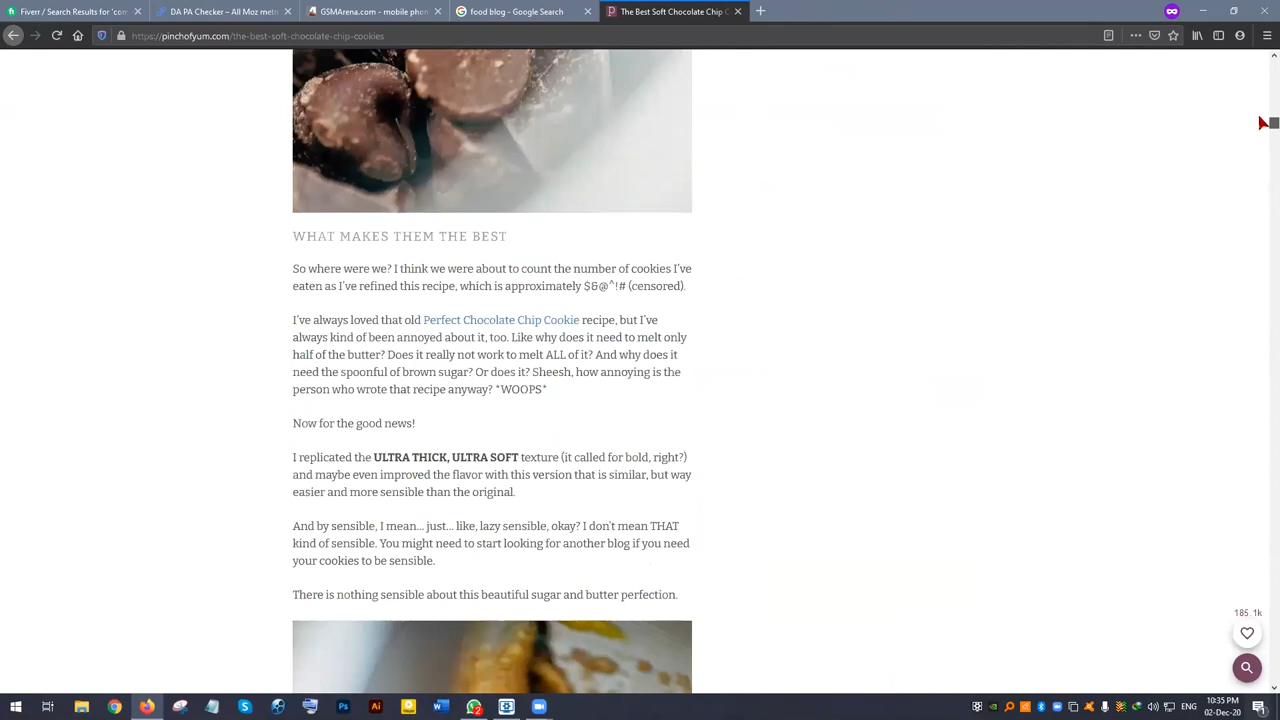 Fiverr / Search Results for 'com
DA PA Checker – All Moz metri
GSMArena.com - mobile phon
food blog - Google Search
The Best Soft Chocolate Chip C
https://pinchofyum.com/the-best-soft-chocolate-chip-cookies
WHAT MAKES THEM THE BEST
So where were we? I think we were about to count the number of cookies I've
eaten as I've refined this recipe, which is approximately $&@^!# (censored).
I've always loved that old Perfect Chocolate Chip Cookie recipe, but I've
always kind of been annoyed about it, too. Like why does it need to melt only
half of the butter? Does it really not work to melt ALL of it? And why does it
need the spoonful of brown sugar? Or does it? Sheesh, how annoying is the
person who wrote that recipe anyway? *WOOPS*
Now for the good news!
I replicated the ULTRA THICK, ULTRA SOFT texture (it called for bold, right?)
and maybe even improved the flavor with this version that is similar, but way
easier and more sensible than the original.
And by sensible, I mean... just... like, lazy sensible, okay? I don't mean THAT
kind of sensible. You might need to start looking for another blog if you need
your cookies to be sensible.
There is nothing sensible about this beautiful sugar and butter perfection.
185.1k
2
ENG
10:35 PM
02-Dec-20